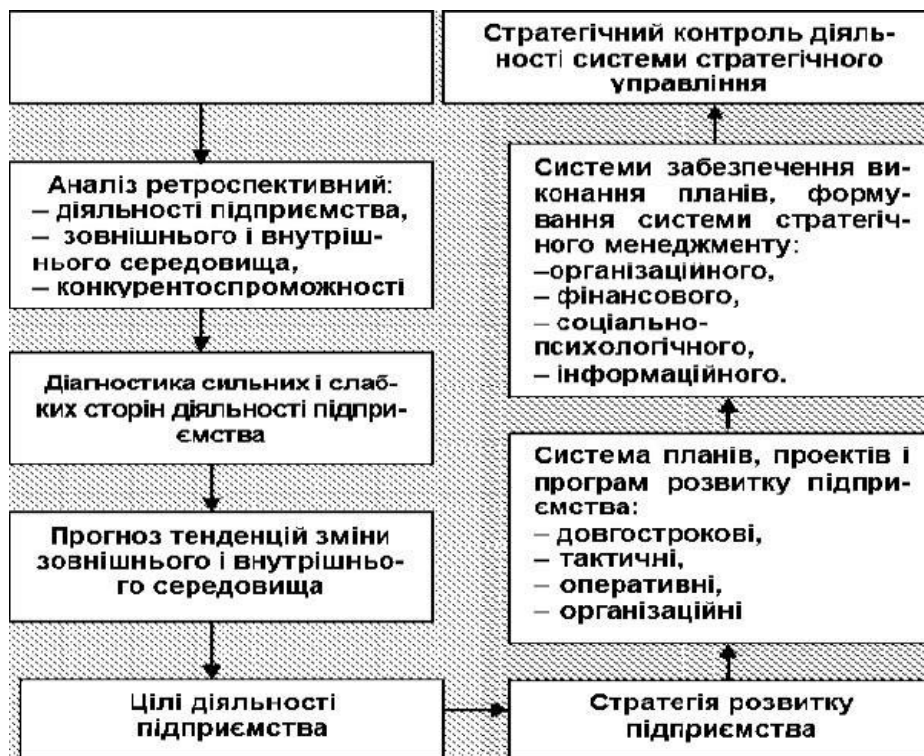 Аналіз ретроспективний:
– діяльності підприємства,
– зовнішнього і внутріш-
нього середовища,
– конкурентоспроможності
Діагностика сильних і слаб-
ких сторін діяльності підпри-
ємства
Прогноз тенденцій зміни
зовнішнього і внутрішньо-
го середовища
Цілі діяльності
підприємства
Стратегія розвитку
підприємства
Система планів, проектів і
програм розвитку підпри-
ємства:
– довгострокові,
– тактичні,
– оперативні,
– організаційні
Системи забезпечення ви-
конання планів, форму-
вання системи стратегіч-
ного менеджменту:
–організаційного,
– фінансового,
– соціально-
психологічного,
– інформаційного.
Стратегічний контроль діяль-
ності системи стратегічного
управління